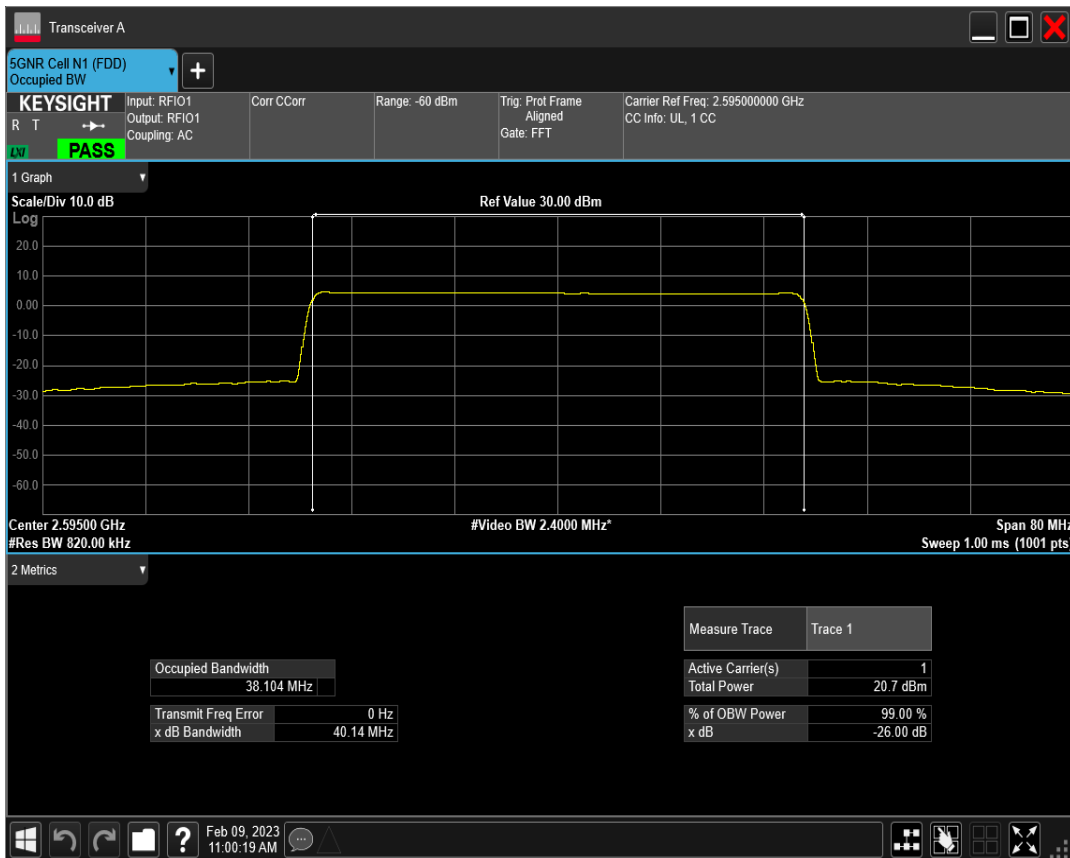 Transceiver A
5GNR Cell N1 (FDD)
Occupied BW
+
KEYSIGHT
R T
LXI
PASS
Input: RFIO1
Output: RFIO1
Coupling: AC
Corr CCorr
Range: -60 dBm
Trig: Prot Frame
Aligned
Gate: FFT
Carrier Ref Freq: 2.595000000 GHz
CC Info: UL, 1 CC
1 Graph
Scale/Div 10.0 dB
Ref Value 30.00 dBm
Log
20.0
10.0
0.00
-10.0
-20.0
-30.0
-40.0
-50.0
-60.0
Center 2.59500 GHz
#Video BW 2.4000 MHz*
Span 80 MHz
#Res BW 820.00 kHz
Sweep 1.00 ms (1001 pts)
2 Metrics
Measure Trace Trace 1
Occupied Bandwidth
38.104 MHz
Active Carrier(s) 1
Total Power 20.7 dBm
Transmit Freq Error 0 Hz
x dB Bandwidth 40.14 MHz
% of OBW Power 99.00 %
x dB -26.00 dB
?
Feb 09, 2023
11:00:19 AM